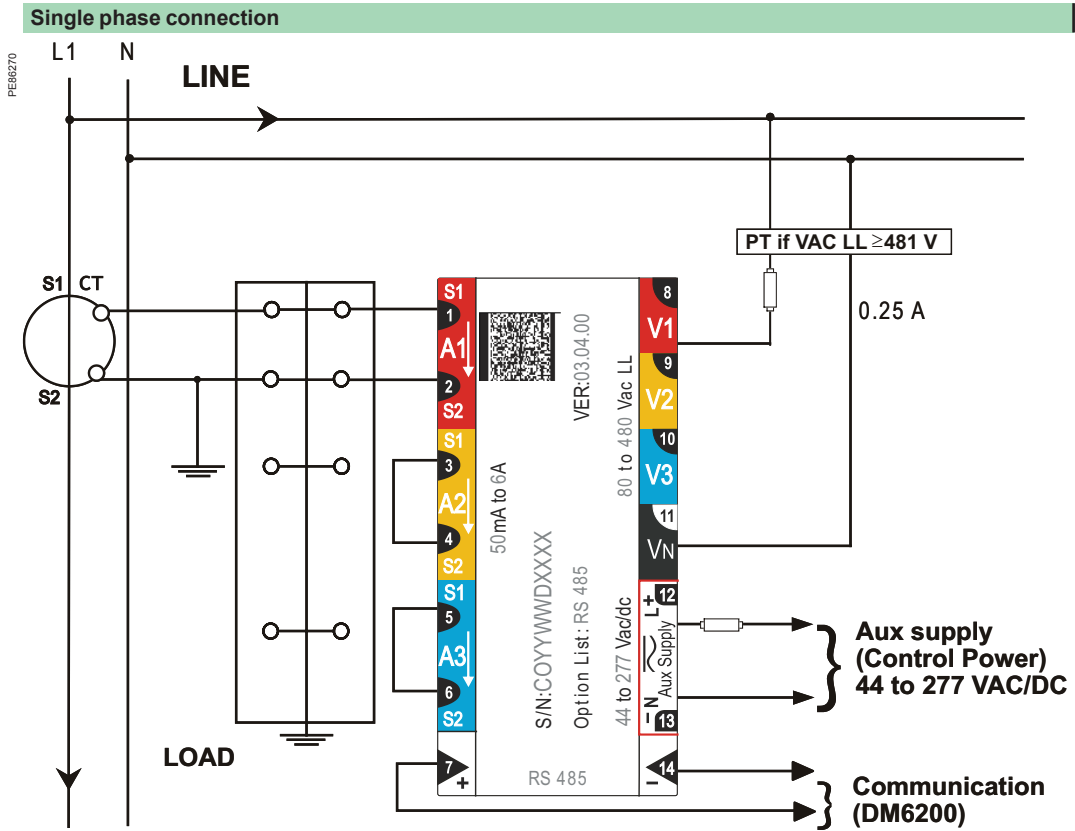 Single phase connection
PE86270
L1 N
LINE
PT if VAC LL ≥481 V
0.25 A
S1 CT
S2
S1
1
A1
2
S2
S1
3
A2
4
S2
S1
5
A3
6
S2
7
+
VER:03.04.00
50mA to 6A
S/N:COYYWWDXXXX
Option List: RS 485
80 to 480 Vac LL
44 to 277 Vac/dc
RS 485
8
V1
9
V2
10
V3
11
VN
12
L+
Aux Supply
– N
13
14
–
Aux supply
(Control Power)
44 to 277 VAC/DC
LOAD
Communication
(DM6200)